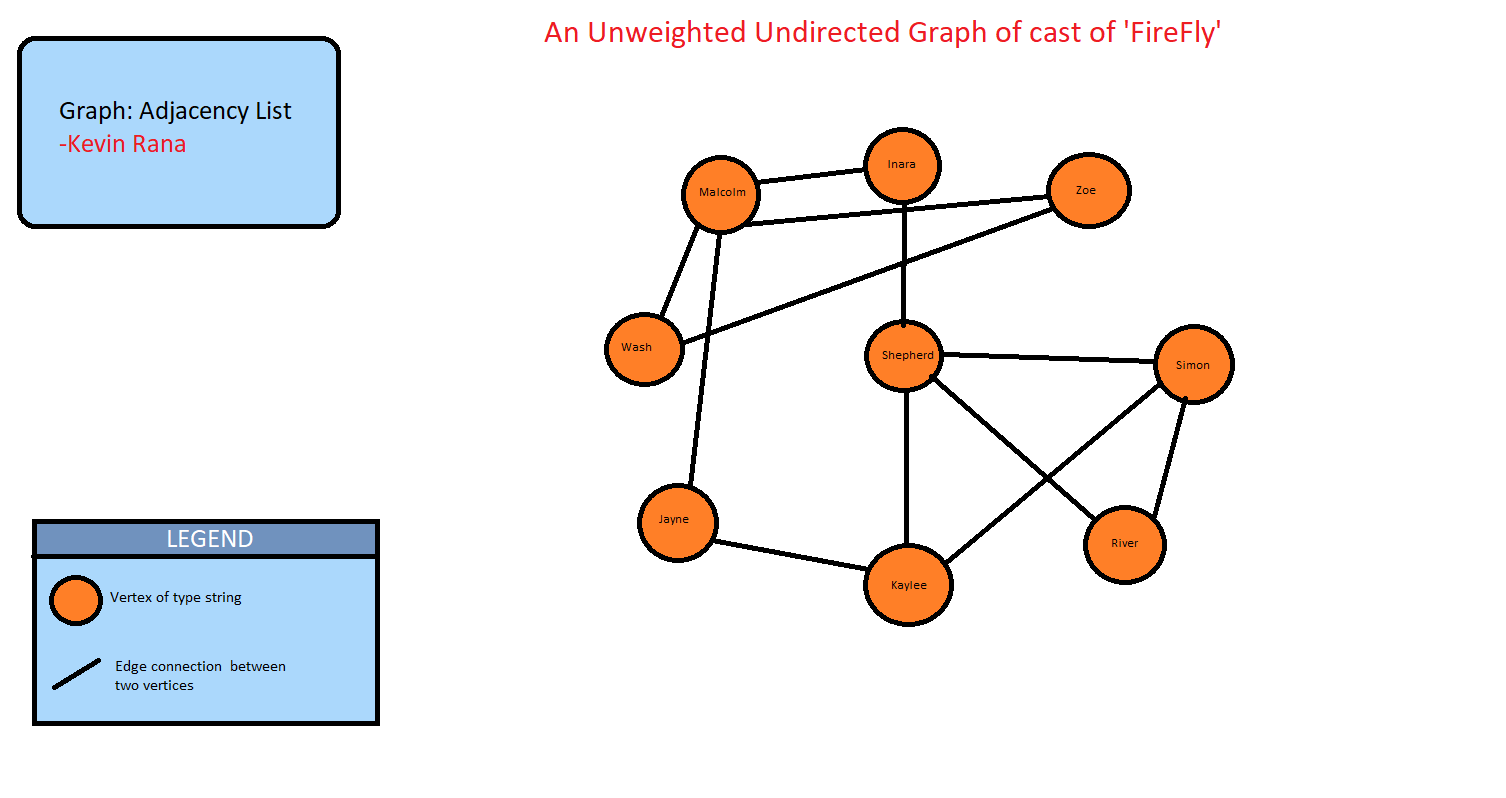 An Unweighted Undirected Graph of cast of 'FireFly'
Graph: Adjacency List
-Kevin Rana
Inara
Malcolm
Zoe
Wash
Shepherd
Simon
Jayne
River
Kaylee
LEGEND
Vertex of type string
Edge connection between
two vertices